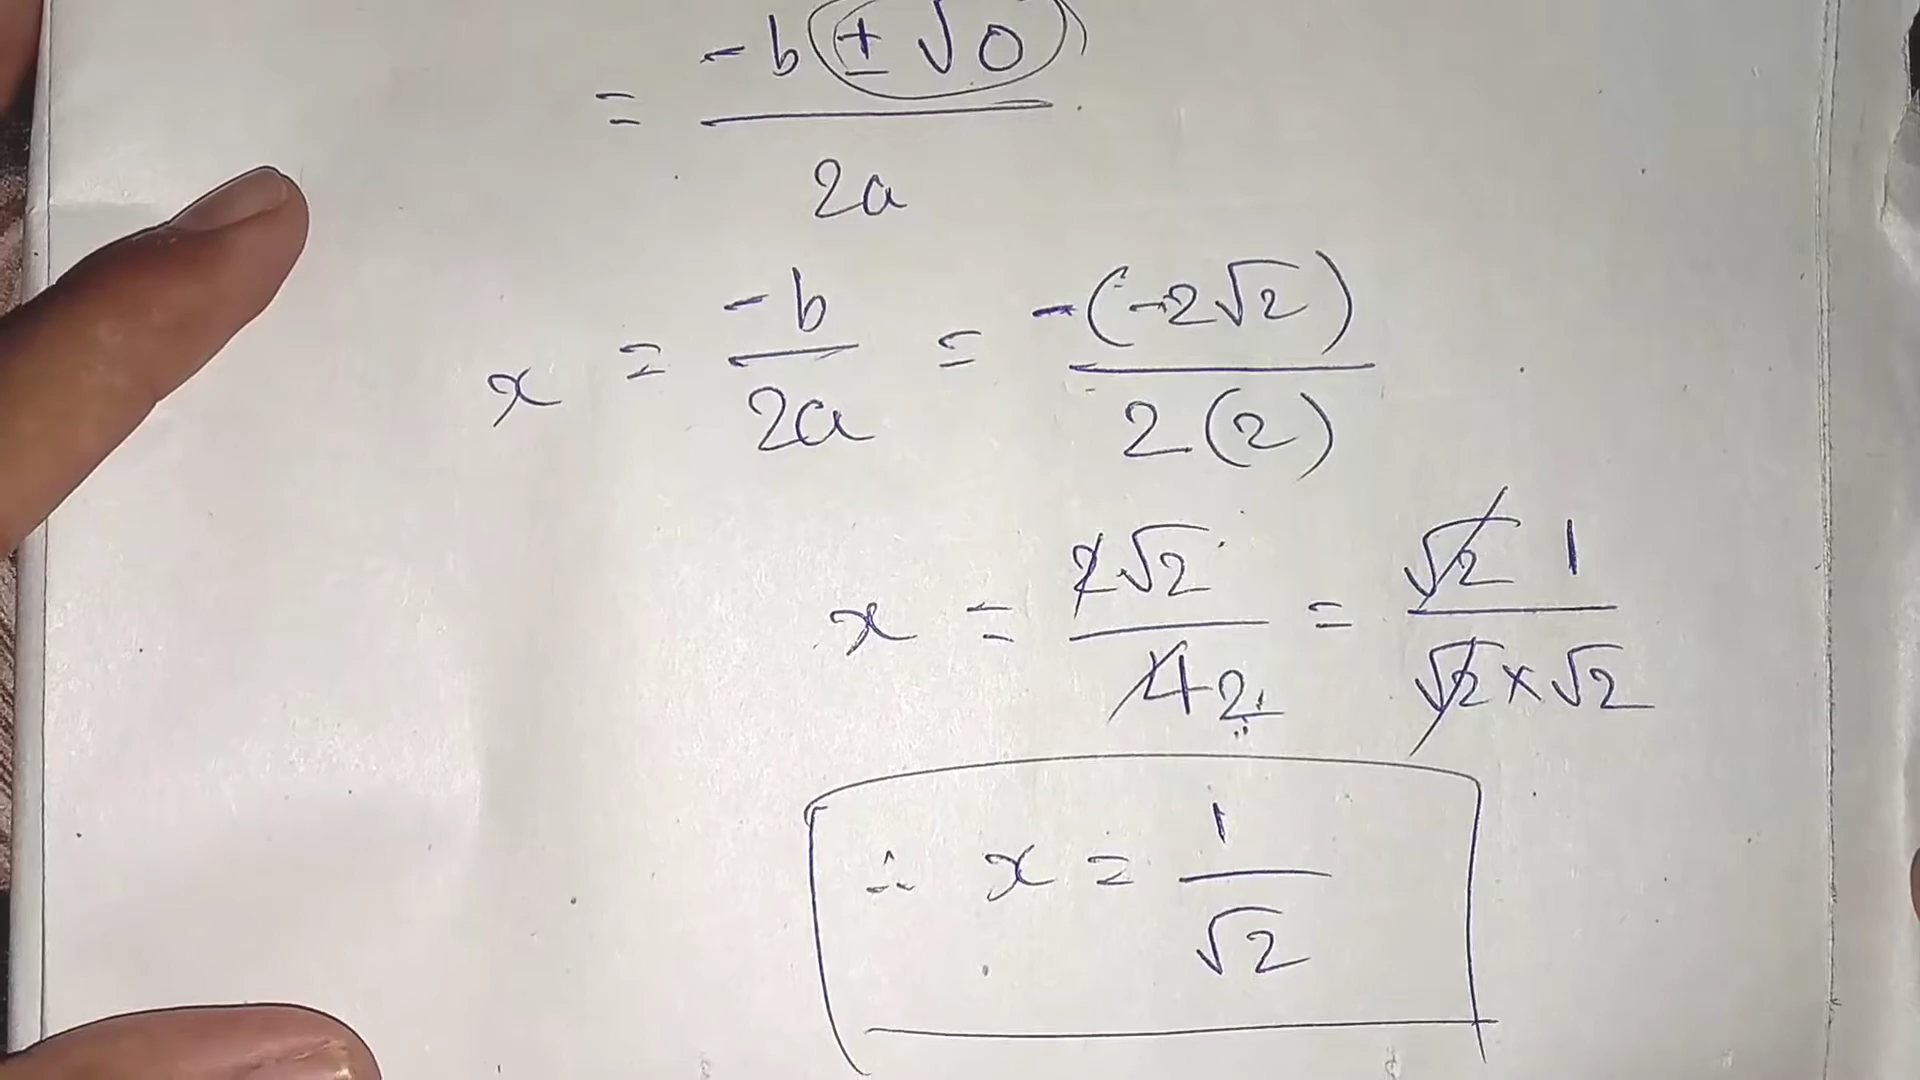 = -b ± √0 / 2a
x = -b / 2a = -(-2√2) / 2(2)
x = 2√2 / 4 2 = √2 1 / √2 × √2
∴ x = 1 / √2